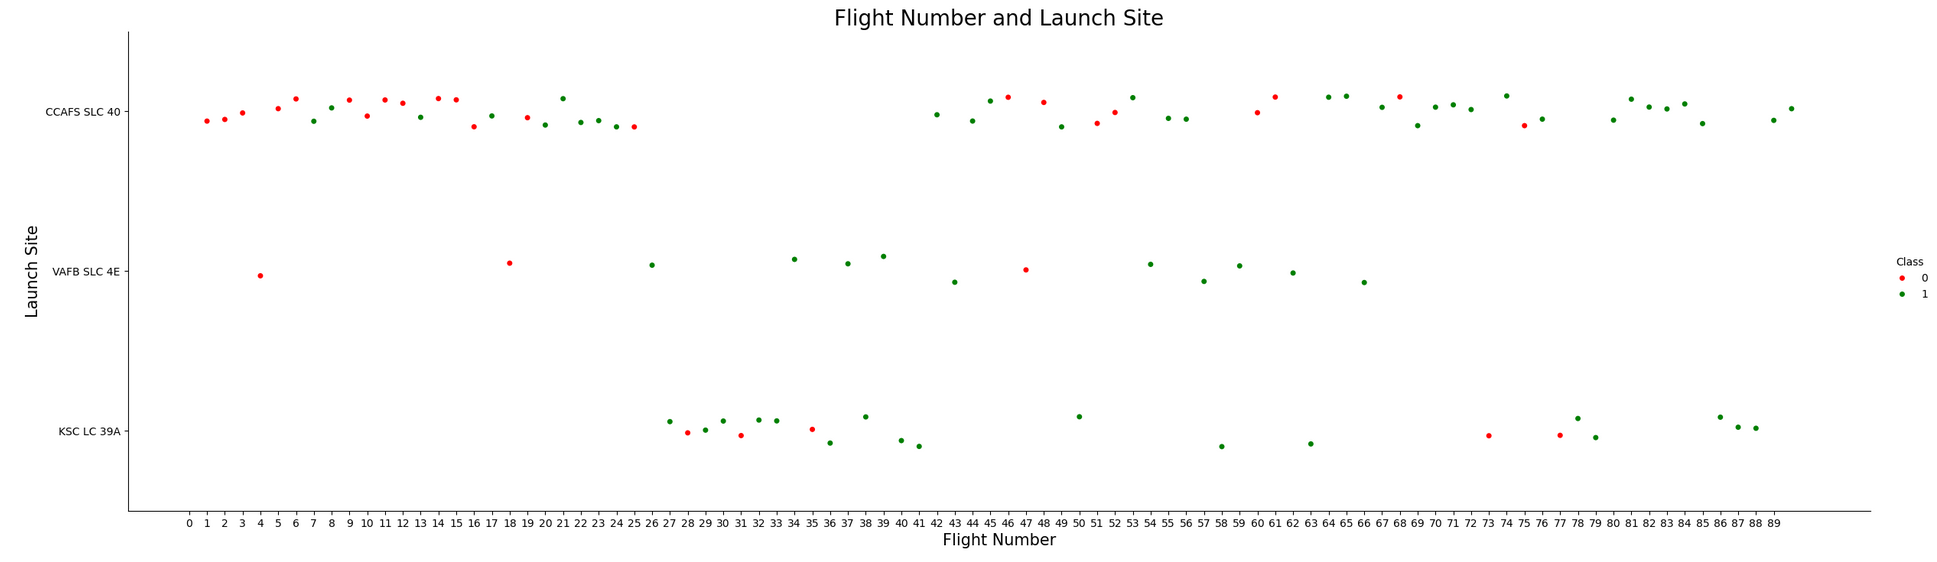 Flight Number and Launch Site
CCAFS SLC 40
VAFB SLC 4E
KSC LC 39A
Launch Site
0 1 2 3 4 5 6 7 8 9 10 11 12 13 14 15 16 17 18 19 20 21 22 23 24 25 26 27 28 29 30 31 32 33 34 35 36 37 38 39 40 41 42 43 44 45 46 47 48 49 50 51 52 53 54 55 56 57 58 59 60 61 62 63 64 65 66 67 68 69 70 71 72 73 74 75 76 77 78 79 80 81 82 83 84 85 86 87 88 89
Flight Number
Class
0
1